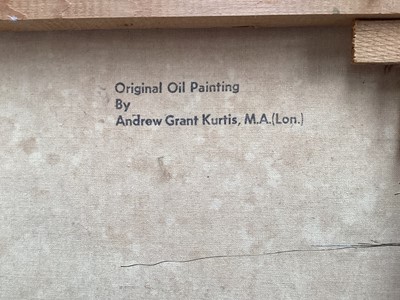 Original Oil Painting
By
Andrew Grant Kurtis, M.A.(Lon.)